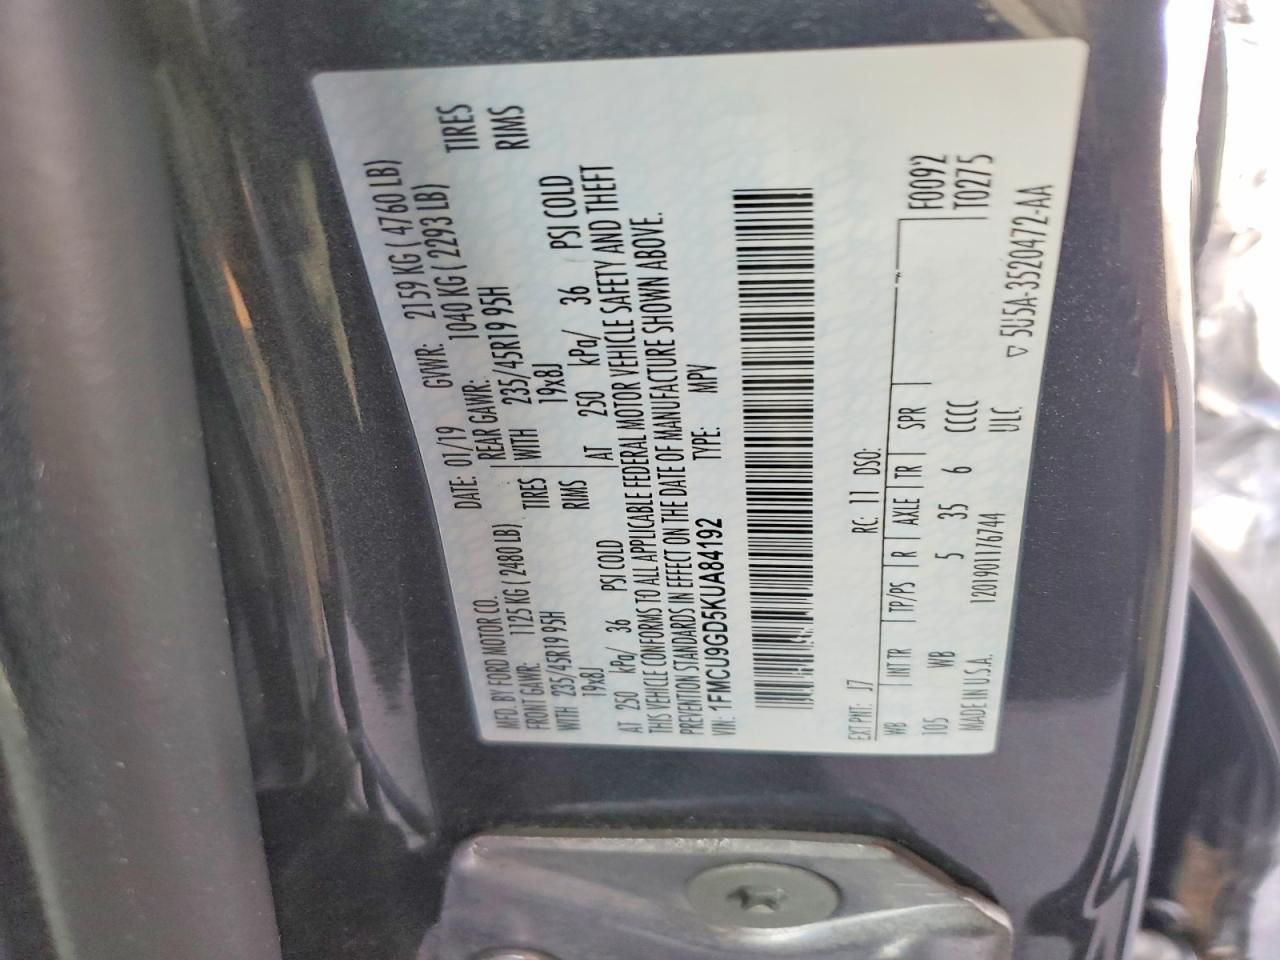 MFD. BY FORD MOTOR CO.
DATE: 01/19 GVWR: 2159 KG ( 4760 LB)
FRONT GAWR: 1125 KG ( 2480 LB) REAR GAWR: 1040 KG ( 2293 LB)
WITH 235/45R19 95H TIRES WITH 235/45R19 95H TIRES
19x8J RIMS 19x8J RIMS
AT 250 kPa/ 36 PSI COLD AT 250 kPa/ 36 PSI COLD
THIS VEHICLE CONFORMS TO ALL APPLICABLE FEDERAL MOTOR VEHICLE SAFETY AND THEFT
PREVENTION STANDARDS IN EFFECT ON THE DATE OF MANUFACTURE SHOWN ABOVE.
VIN: 1FMCU9GD5KUA84192 TYPE: MPV
EXT PNT: J7 RC: 11 DSO:
WB INT TR TP/PS R AXLE TR SPR F0092
105 WB 5 35 6 CCCC T0275
MADE IN U.S.A. 12019011​6744 ULC ▽ 5U5A-3520472-AA